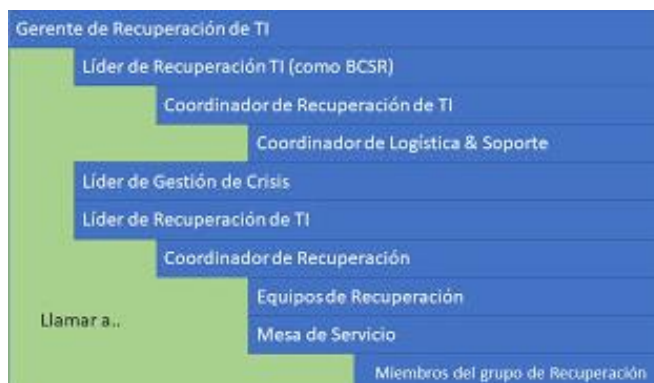 Gerente de Recuperación de TI
Líder de Recuperación TI (como BCSR)
Coordinador de Recuperación de TI
Coordinador de Logística & Soporte
Líder de Gestión de Crisis
Líder de Recuperación de TI
Coordinador de Recuperación
Equipos de Recuperación
Llamar a..
Mesa de Servicio
Miembros del grupo de Recuperación